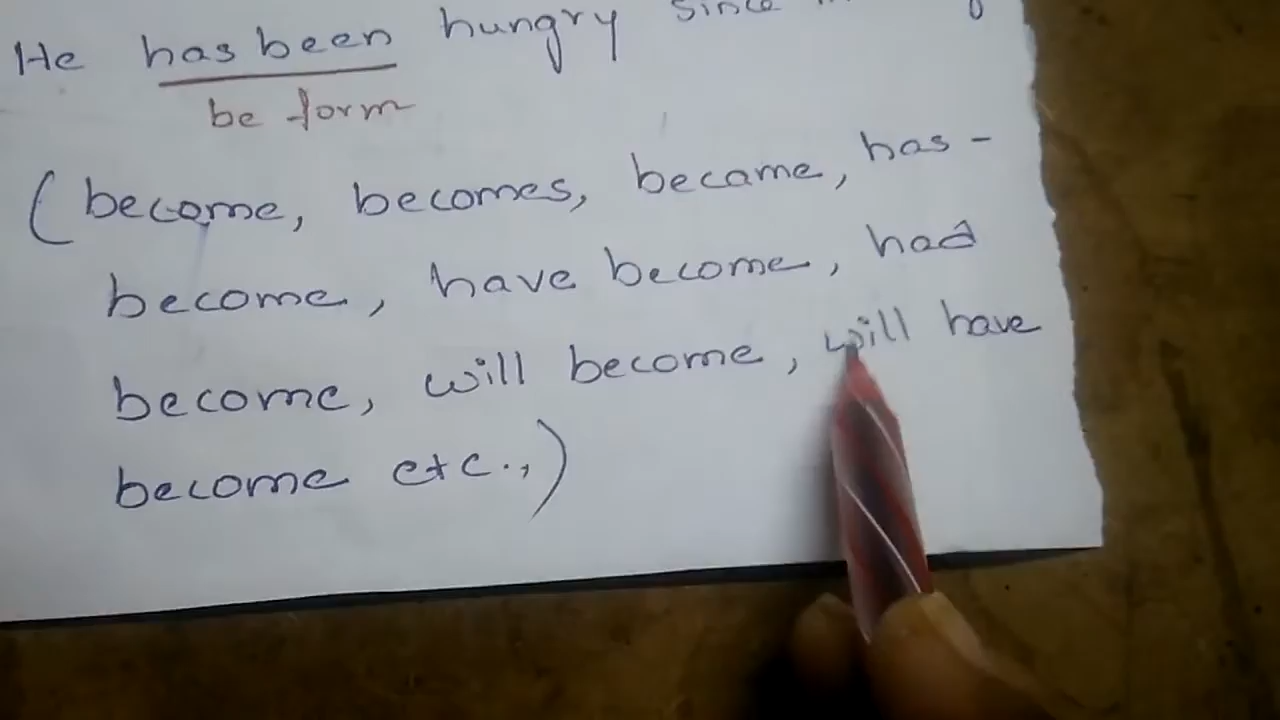 He has been hungry since
be form
(become, becomes, became, has-
become, have become, had
become, will become, will have
become etc.,)